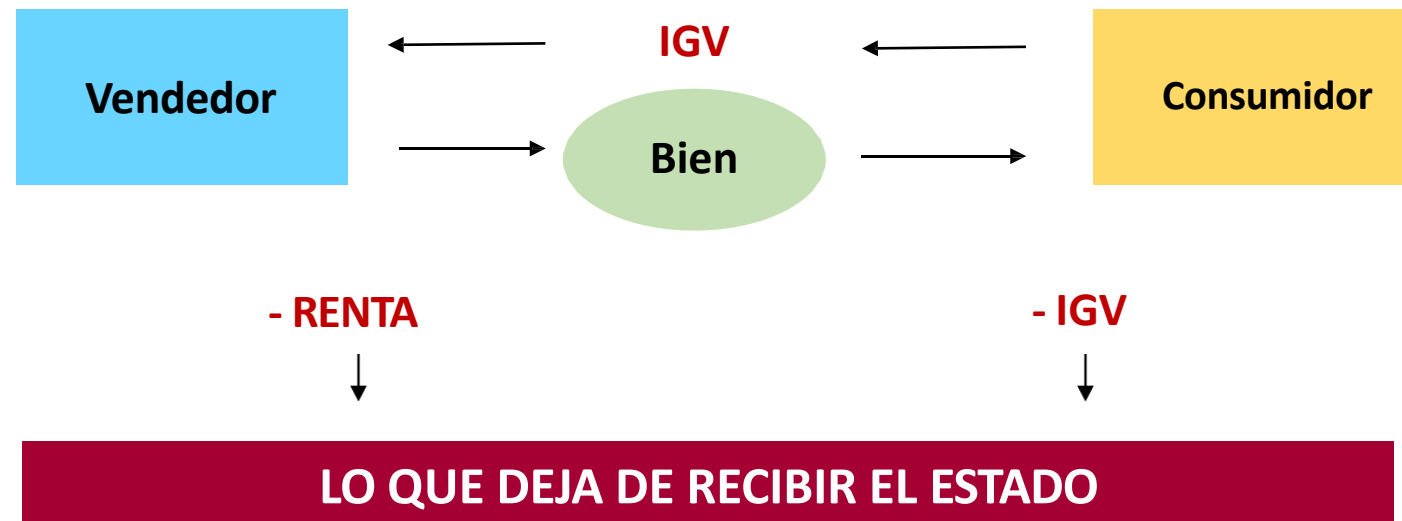 IGV
Vendedor
Consumidor
Bien
- RENTA
- IGV
LO QUE DEJA DE RECIBIR EL ESTADO